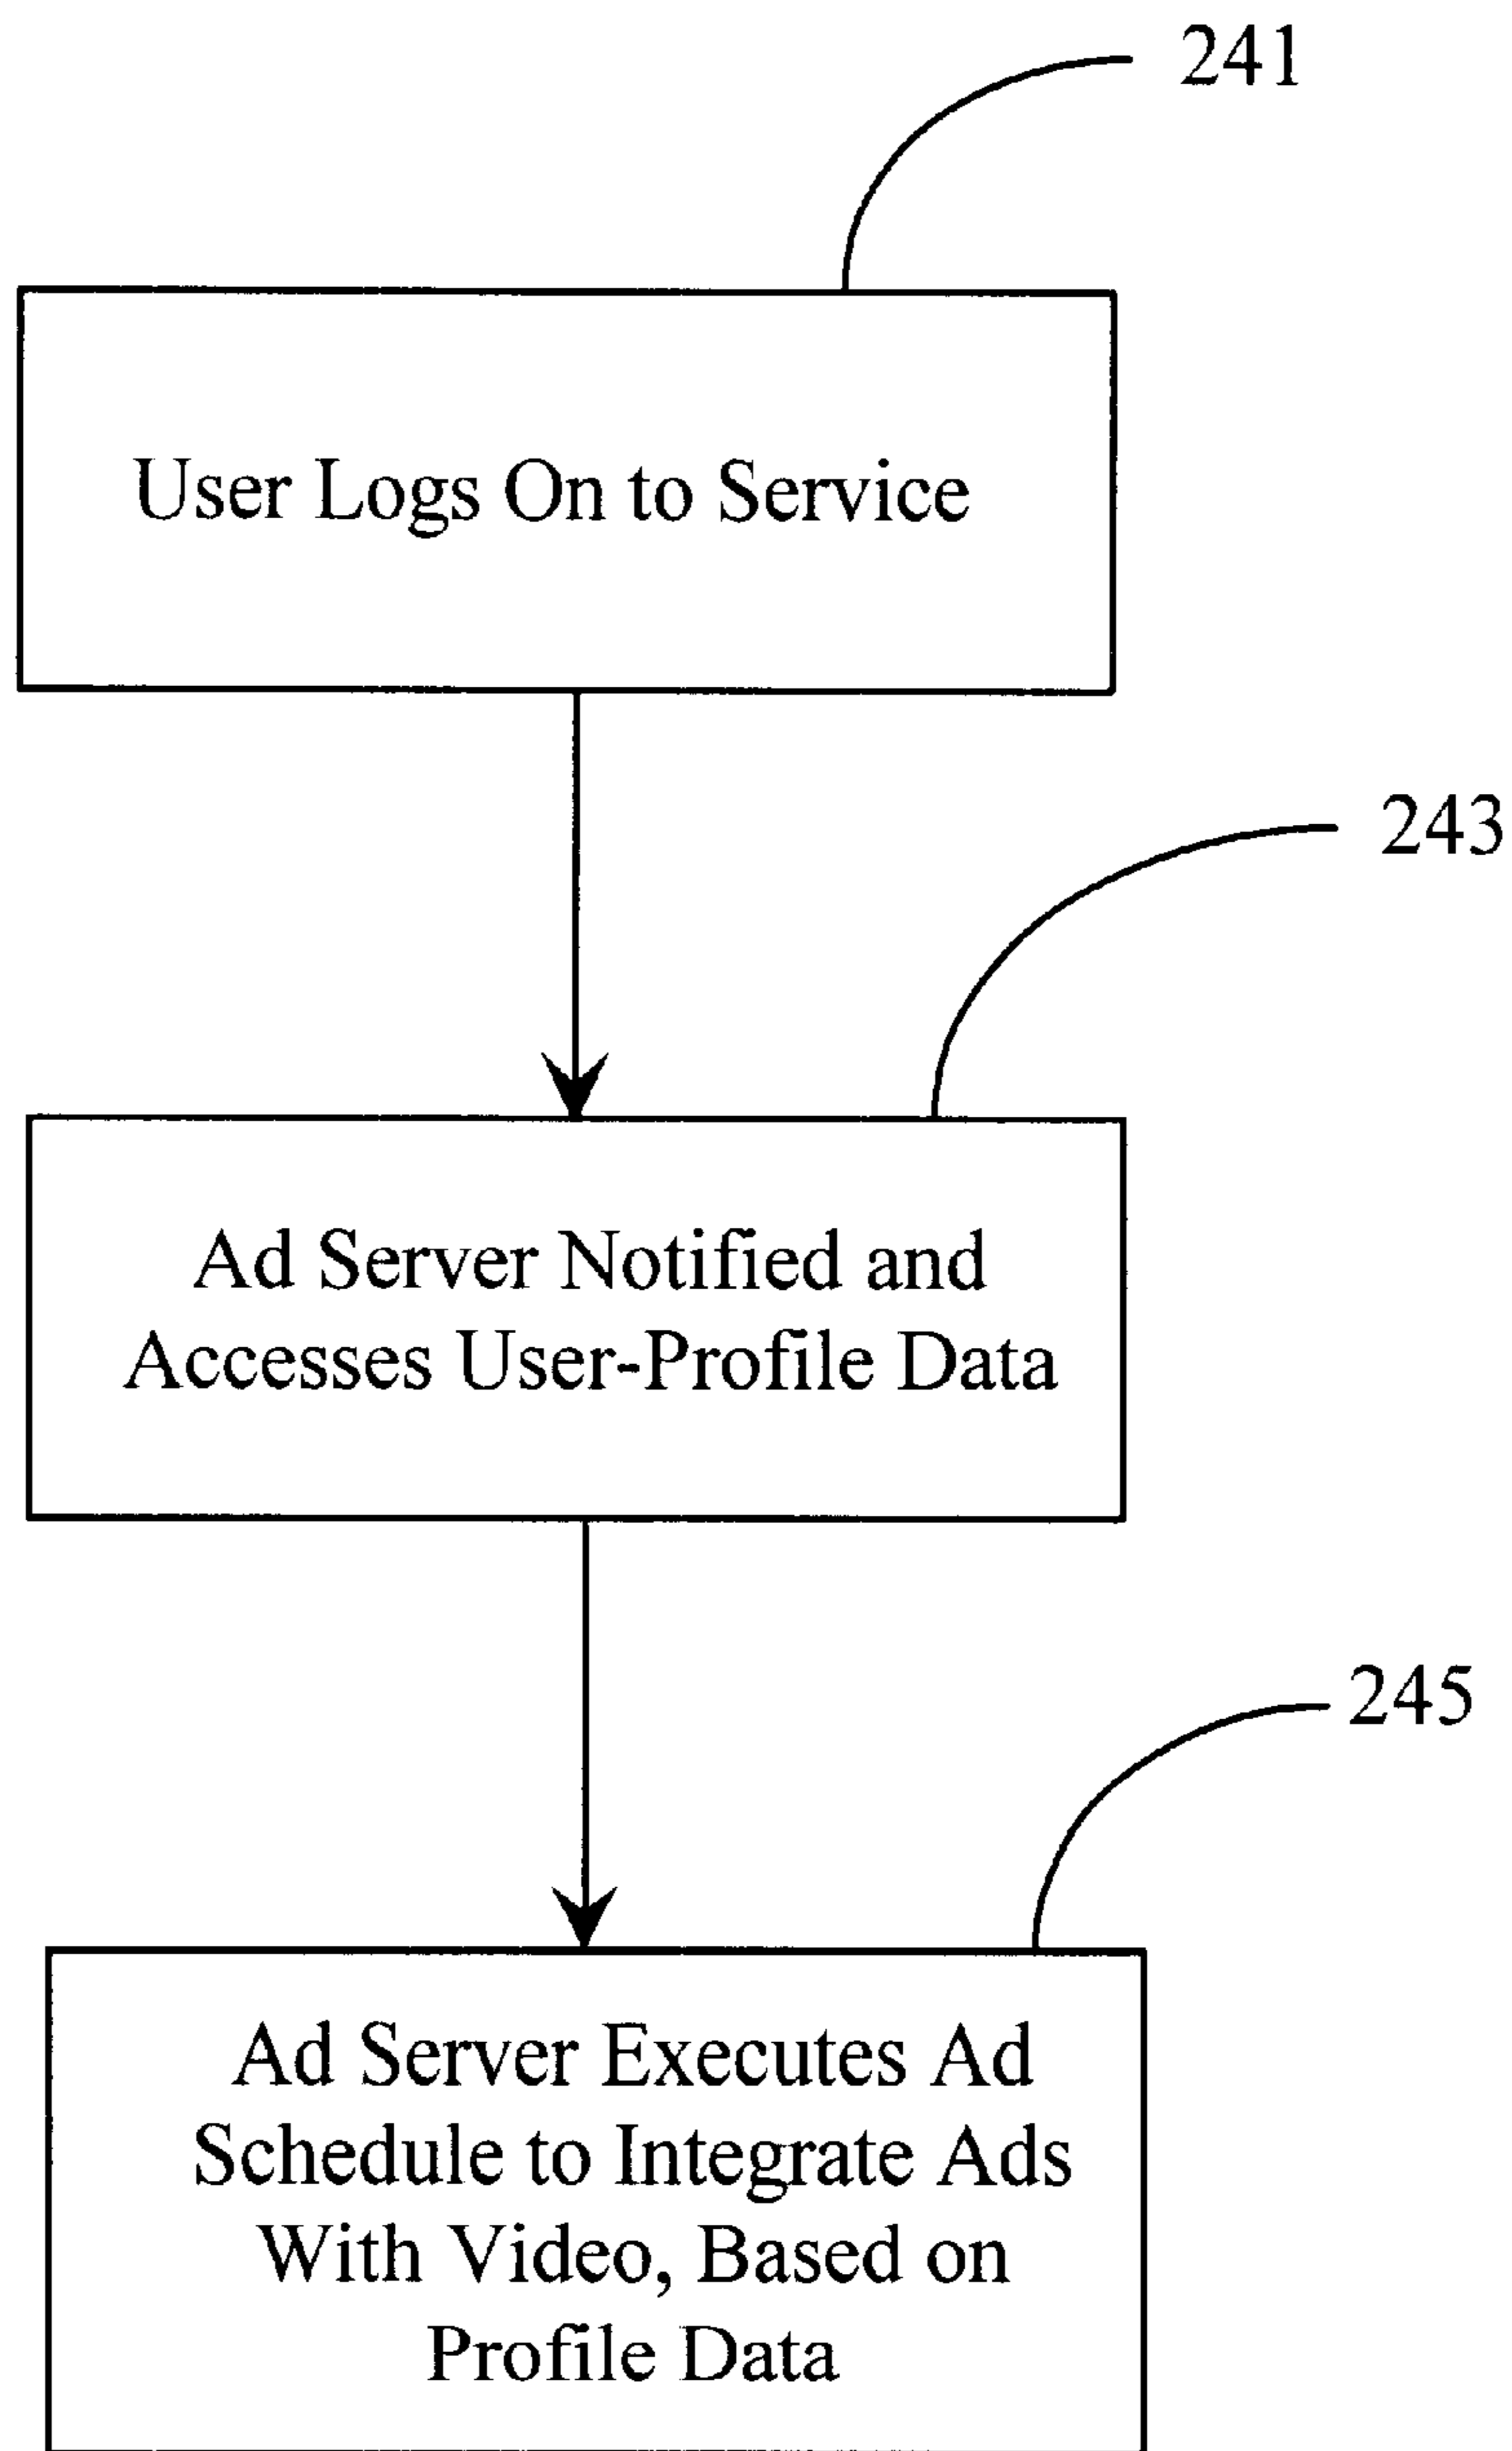 241
User Logs On to Service
243
Ad Server Notified and
Accesses User-Profile Data
245
Ad Server Executes Ad
Schedule to Integrate Ads
With Video, Based on
Profile Data